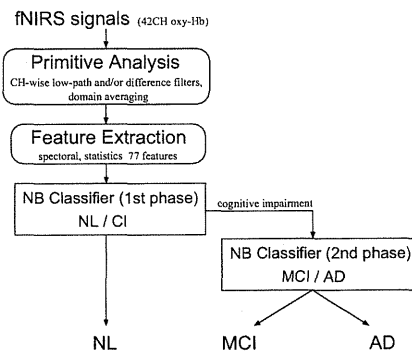 fNIRS signals (42CH oxy-Hb)
Primitive Analysis
CH-wise low-path and/or difference filters,
domain averaging
Feature Extraction
spectoral, statistics 77 features
NB Classifier (1st phase)
NL / CI
cognitive impairment
NB Classifier (2nd phase)
MCI / AD
NL
MCI
AD